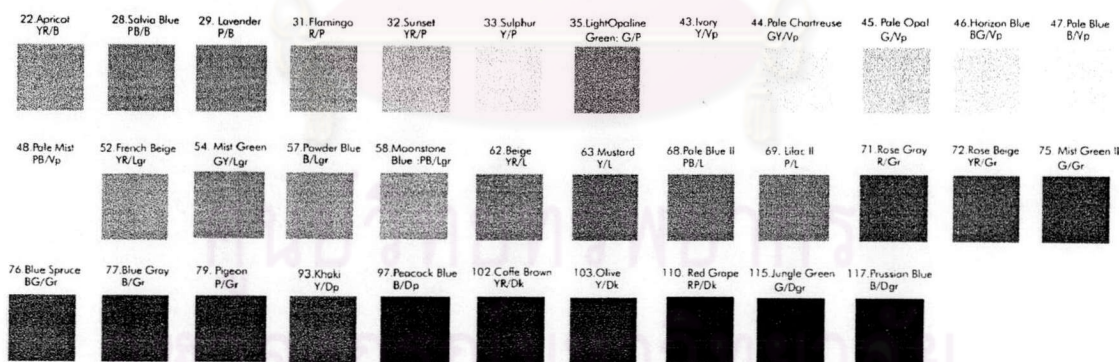 22.Apricot
YR/B
28.Salvia Blue
PB/B
29. Lavender
P/B
31.Flamingo
R/P
32.Sunset
YR/P
33.Sulphur
Y/P
35.LightOpaline
Green: G/P
43.Ivory
Y/Vp
44.Pale Chartreuse
GY/Vp
45. Pale Opal
G/Vp
46.Horizon Blue
BG/Vp
47.Pale Blue
B/Vp
48.Pale Mist
PB/Vp
52.French Beige
YR/Lgr
54. Mist Green
GY/Lgr
57.Powder Blue
B/Lgr
58.Moonstone
Blue :PB/Lgr
62.Beige
YR/L
63.Mustard
Y/L
68.Pale Blue II
PB/L
69. Lilac II
P/L
71.Rose Gray
R/Gr
72.Rose Beige
YR/Gr
75. Mist Green II
G/Gr
76.Blue Spruce
BG/Gr
77.Blue Gray
B/Gr
79. Pigeon
P/Gr
93.Khaki
Y/Dp
97.Peacock Blue
B/Dp
102.Coffe Brown
YR/Dk
103.Olive
Y/Dk
110. Red Grape
RP/Dk
115.Jungle Green
G/Dgr
117.Prussian Blue
B/Dgr